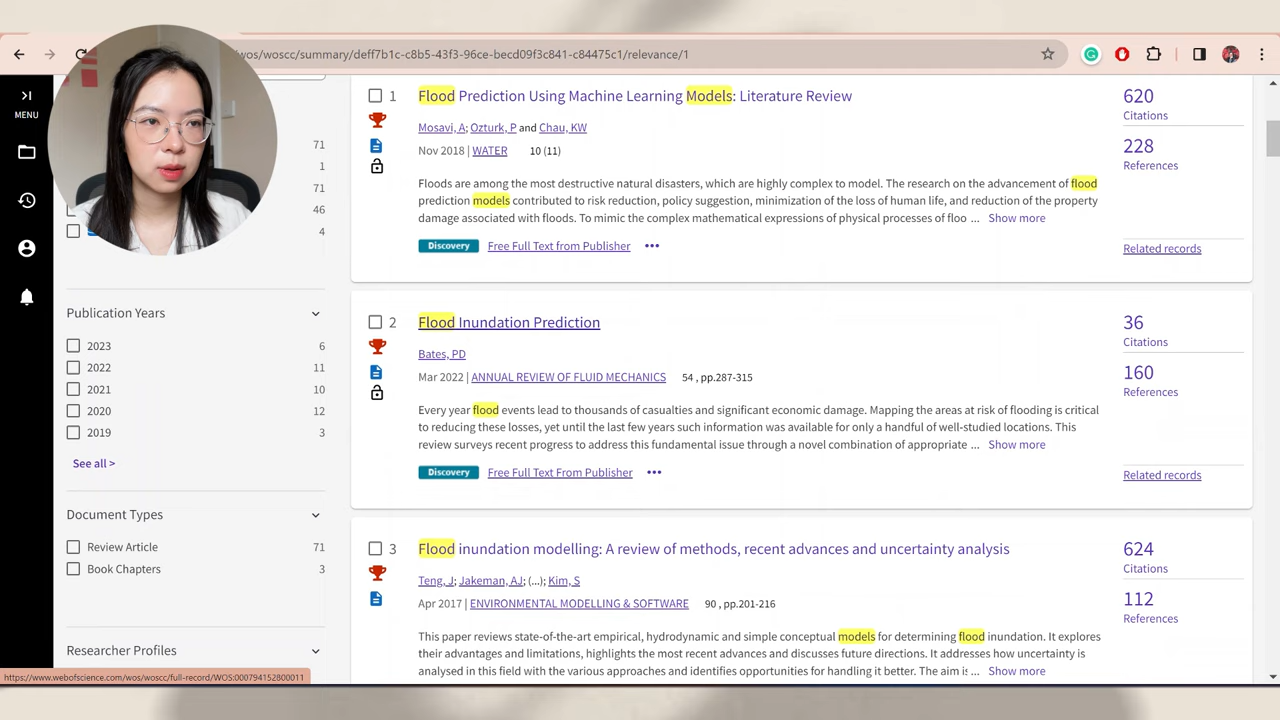 wos/woscc/summary/deff7b1c-c8b5-43f3-96ce-becd09f3c841-c84475c1/relevance/1
MENU
71
1
71
46
4
Publication Years
2023 6
2022 11
2021 10
2020 12
2019 3
See all >
Document Types
Review Article 71
Book Chapters 3
Researcher Profiles
https://www.webofscience.com/wos/woscc/full-record/WOS:000794152800011
1 Flood Prediction Using Machine Learning Models: Literature Review
Mosavi, A; Ozturk, P and Chau, KW
Nov 2018 | WATER 10 (11)
Floods are among the most destructive natural disasters, which are highly complex to model. The research on the advancement of flood
prediction models contributed to risk reduction, policy suggestion, minimization of the loss of human life, and reduction of the property
damage associated with floods. To mimic the complex mathematical expressions of physical processes of floo ... Show more
Discovery Free Full Text from Publisher •••
620
Citations
228
References
Related records
2 Flood Inundation Prediction
Bates, PD
Mar 2022 | ANNUAL REVIEW OF FLUID MECHANICS 54 , pp.287-315
Every year flood events lead to thousands of casualties and significant economic damage. Mapping the areas at risk of flooding is critical
to reducing these losses, yet until the last few years such information was available for only a handful of well-studied locations. This
review surveys recent progress to address this fundamental issue through a novel combination of appropriate ... Show more
Discovery Free Full Text From Publisher •••
36
Citations
160
References
Related records
3 Flood inundation modelling: A review of methods, recent advances and uncertainty analysis
Teng, J; Jakeman, AJ; (...); Kim, S
Apr 2017 | ENVIRONMENTAL MODELLING & SOFTWARE 90 , pp.201-216
This paper reviews state-of-the-art empirical, hydrodynamic and simple conceptual models for determining flood inundation. It explores
their advantages and limitations, highlights the most recent advances and discusses future directions. It addresses how uncertainty is
analysed in this field with the various approaches and identifies opportunities for handling it better. The aim is ... Show more
624
Citations
112
References